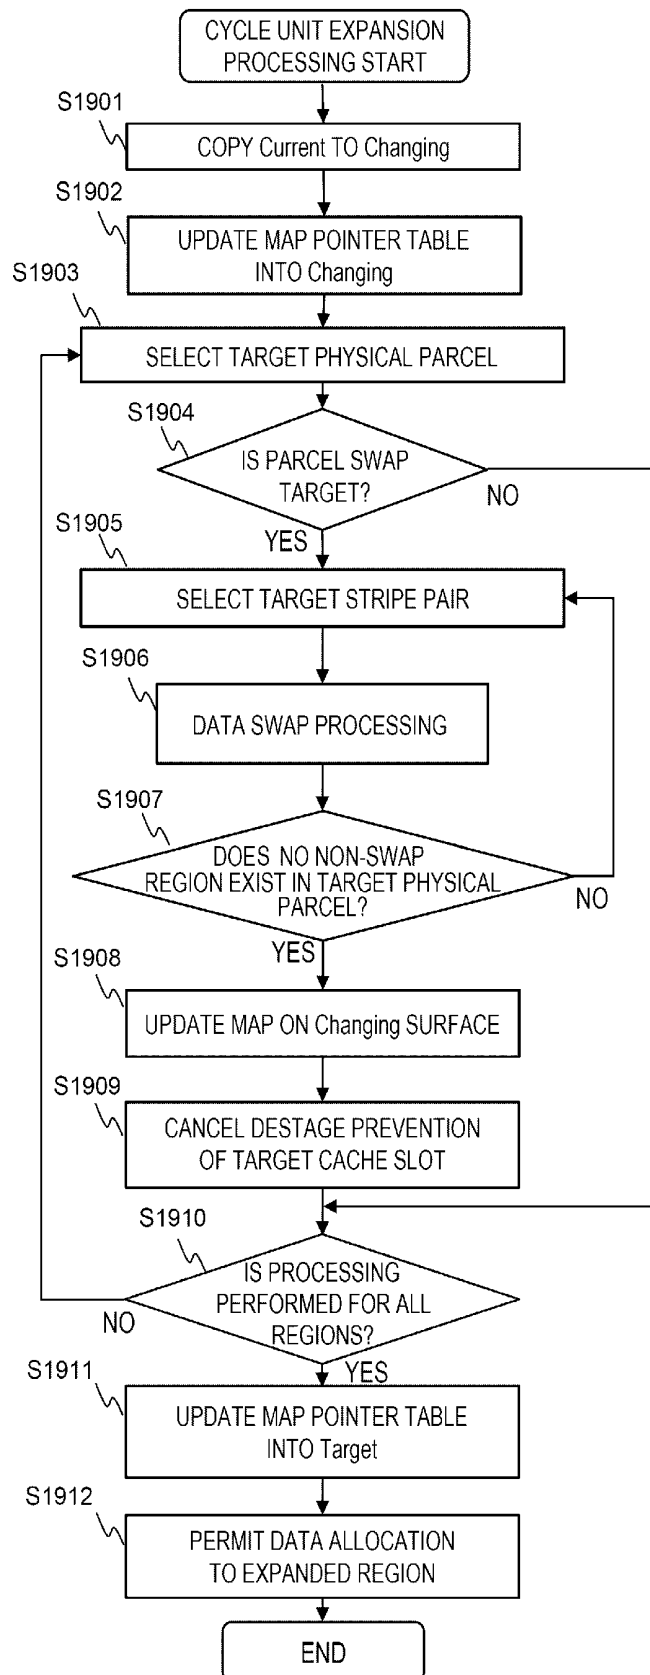 CYCLE UNIT EXPANSION
PROCESSING START
S1901
COPY Current TO Changing
S1902
UPDATE MAP POINTER TABLE
INTO Changing
S1903
SELECT TARGET PHYSICAL PARCEL
S1904
IS PARCEL SWAP
TARGET?
NO
YES
S1905
SELECT TARGET STRIPE PAIR
S1906
DATA SWAP PROCESSING
S1907
DOES NO NON-SWAP
REGION EXIST IN TARGET PHYSICAL
PARCEL?
NO
YES
S1908
UPDATE MAP ON Changing SURFACE
S1909
CANCEL DESTAGE PREVENTION
OF TARGET CACHE SLOT
S1910
IS PROCESSING
PERFORMED FOR ALL
REGIONS?
NO
YES
S1911
UPDATE MAP POINTER TABLE
INTO Target
S1912
PERMIT DATA ALLOCATION
TO EXPANDED REGION
END